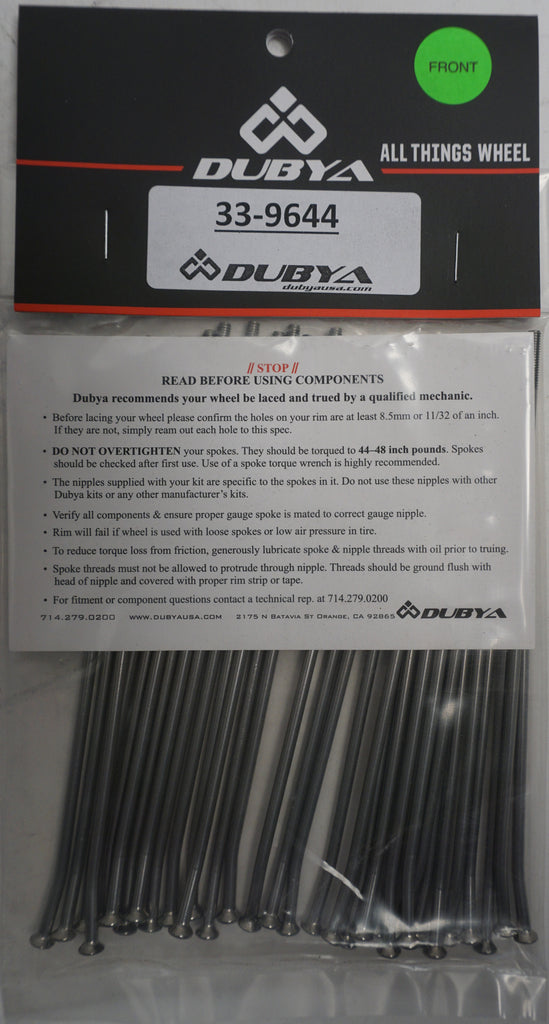 FRONT
DUBYA
ALL THINGS WHEEL
33-9644
DUBYA
dubyausa.com
// STOP //
READ BEFORE USING COMPONENTS
Dubya recommends your wheel be laced and trued by a qualified mechanic.
• Before lacing your wheel please confirm the holes on your rim are at least 8.5mm or 11/32 of an inch.
If they are not, simply ream out each hole to this spec.
• DO NOT OVERTIGHTEN your spokes. They should be torqued to 44–48 inch pounds. Spokes
should be checked after first use. Use of a spoke torque wrench is highly recommended.
• The nipples supplied with your kit are specific to the spokes in it. Do not use these nipples with other
Dubya kits or any other manufacturer's kits.
• Verify all components & ensure proper gauge spoke is mated to correct gauge nipple.
• Rim will fail if wheel is used with loose spokes or low air pressure in tire.
• To reduce torque loss from friction, generously lubricate spoke & nipple threads with oil prior to truing.
• Spoke threads must not be allowed to protrude through nipple. Threads should be ground flush with
head of nipple and covered with proper rim strip or tape.
• For fitment or component questions contact a technical rep. at 714.279.0200
714.279.0200 WWW.DUBYAUSA.COM 2175 N BATAVIA ST ORANGE, CA 92865 DUBYA